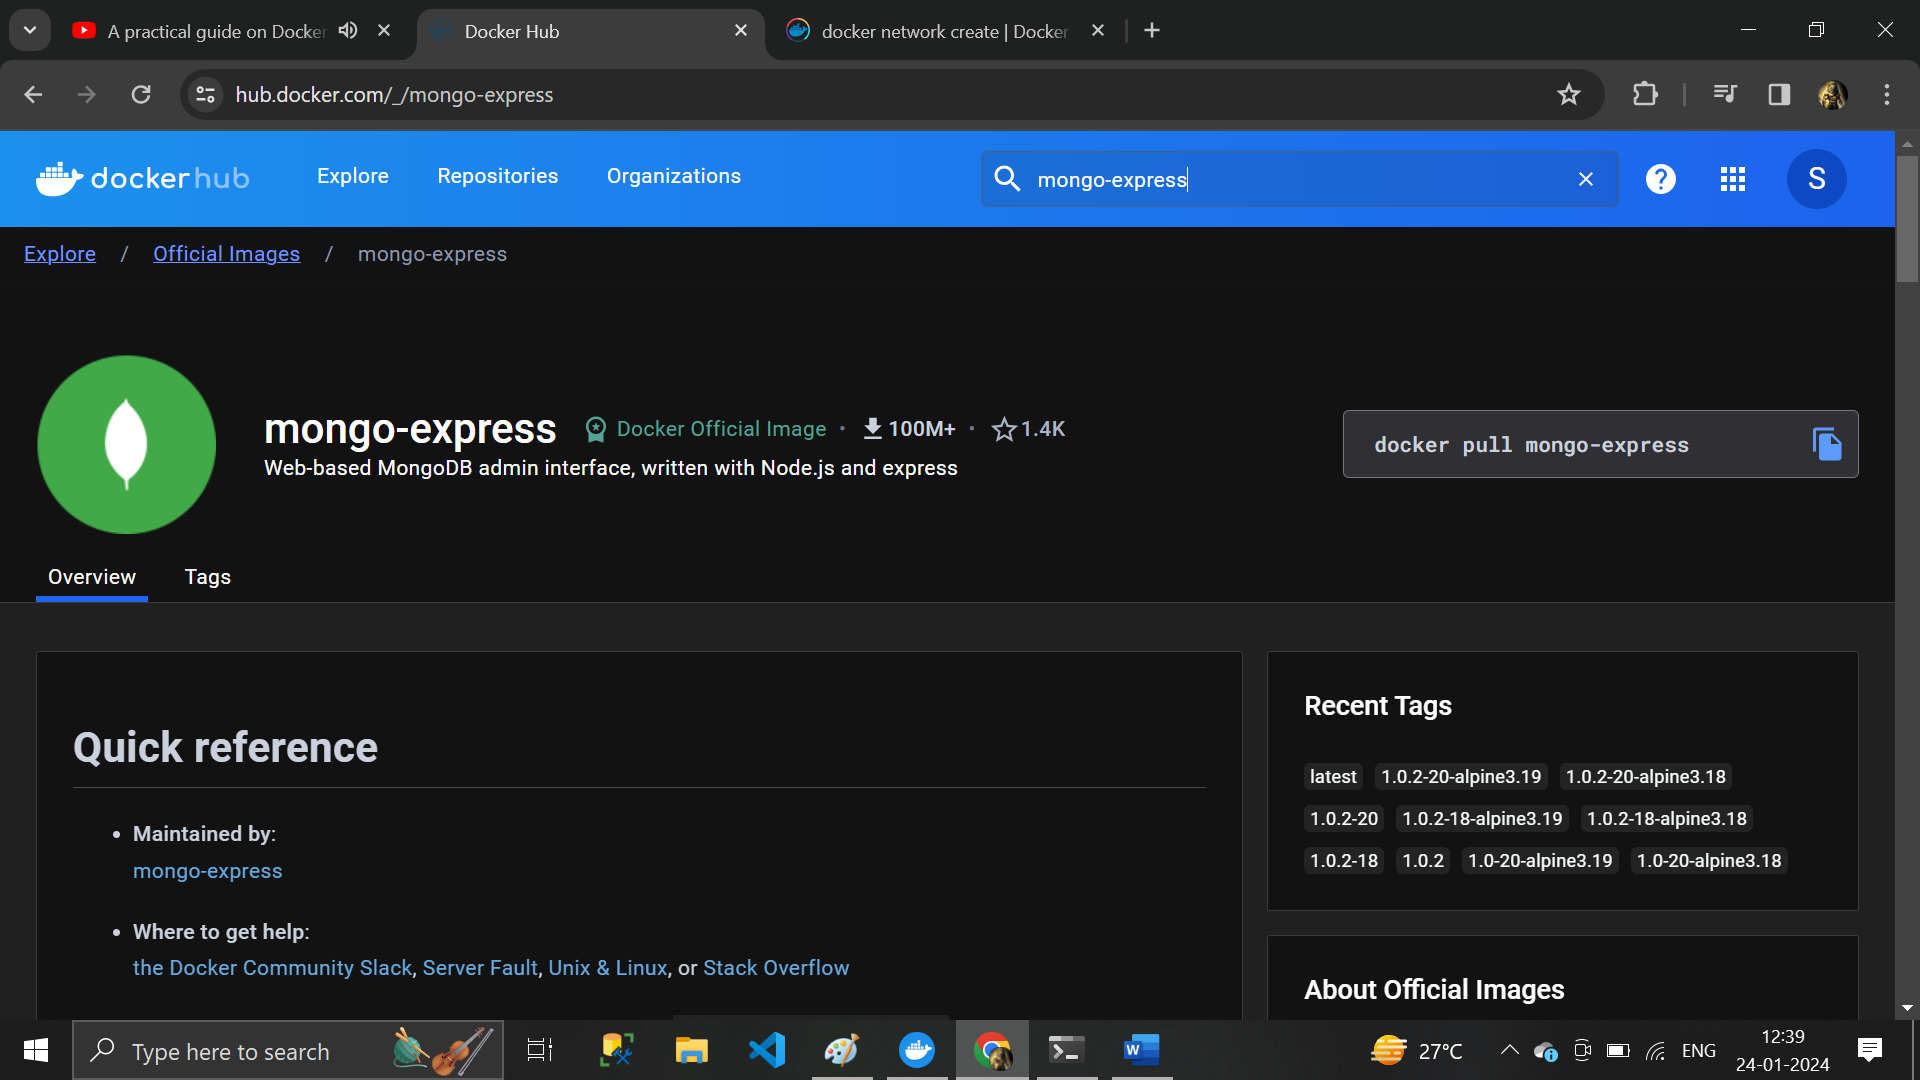 A practical guide on Docker
Docker Hub
docker network create | Docker
hub.docker.com/_/mongo-express
dockerhub
Explore
Repositories
Organizations
mongo-express
S
Explore / Official Images / mongo-express
mongo-express
Docker Official Image · 100M+ · 1.4K
Web-based MongoDB admin interface, written with Node.js and express
docker pull mongo-express
Overview
Tags
Quick reference
• Maintained by:
mongo-express
• Where to get help:
the Docker Community Slack, Server Fault, Unix & Linux, or Stack Overflow
Recent Tags
latest 1.0.2-20-alpine3.19 1.0.2-20-alpine3.18
1.0.2-20 1.0.2-18-alpine3.19 1.0.2-18-alpine3.18
1.0.2-18 1.0.2 1.0-20-alpine3.19 1.0-20-alpine3.18
About Official Images
Type here to search
W
27°C
ENG
12:39
24-01-2024